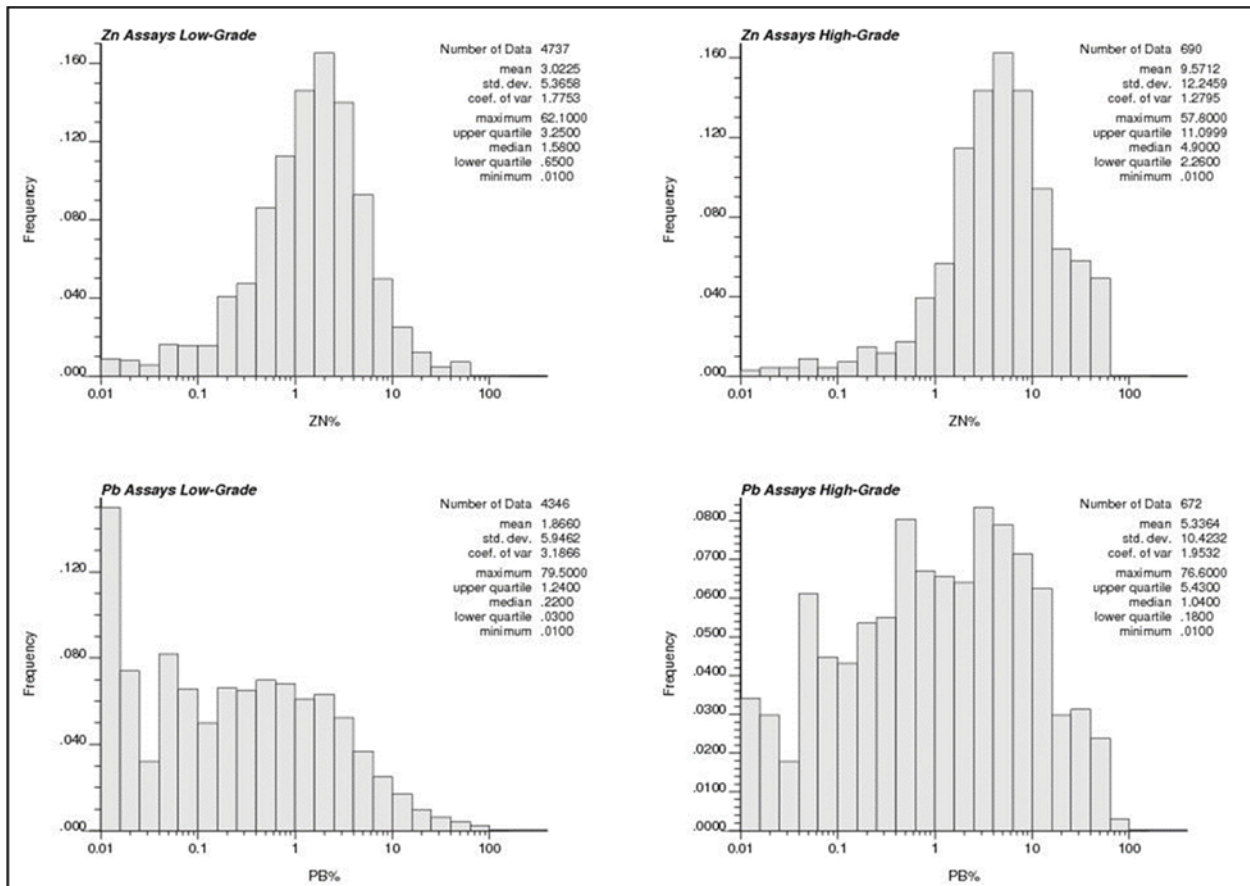 Zn Assays Low-Grade
Number of Data 4737
mean 3.0225
std. dev. 5.3658
coef. of var 1.7753
maximum 62.1000
upper quartile 3.2500
median 1.5800
lower quartile .6500
minimum .0100
Frequency
.160
.120
.080
.040
.000
0.01 0.1 1 10 100
ZN%
Zn Assays High-Grade
Number of Data 690
mean 9.5712
std. dev. 12.2459
coef. of var 1.2795
maximum 57.8000
upper quartile 11.0999
median 4.9000
lower quartile 2.2600
minimum .0100
Frequency
.160
.120
.080
.040
.000
0.01 0.1 1 10 100
ZN%
Pb Assays Low-Grade
Number of Data 4346
mean 1.8660
std. dev. 5.9462
coef. of var 3.1866
maximum 79.5000
upper quartile 1.2400
median .2200
lower quartile .0300
minimum .0100
Frequency
.120
.080
.040
.000
0.01 0.1 1 10 100
PB%
Pb Assays High-Grade
Number of Data 672
mean 5.3364
std. dev. 10.4232
coef. of var 1.9532
maximum 76.6000
upper quartile 5.4300
median 1.0400
lower quartile .1800
minimum .0100
Frequency
.0800
.0700
.0600
.0500
.0400
.0300
.0200
.0100
.0000
0.01 0.1 1 10 100
PB%